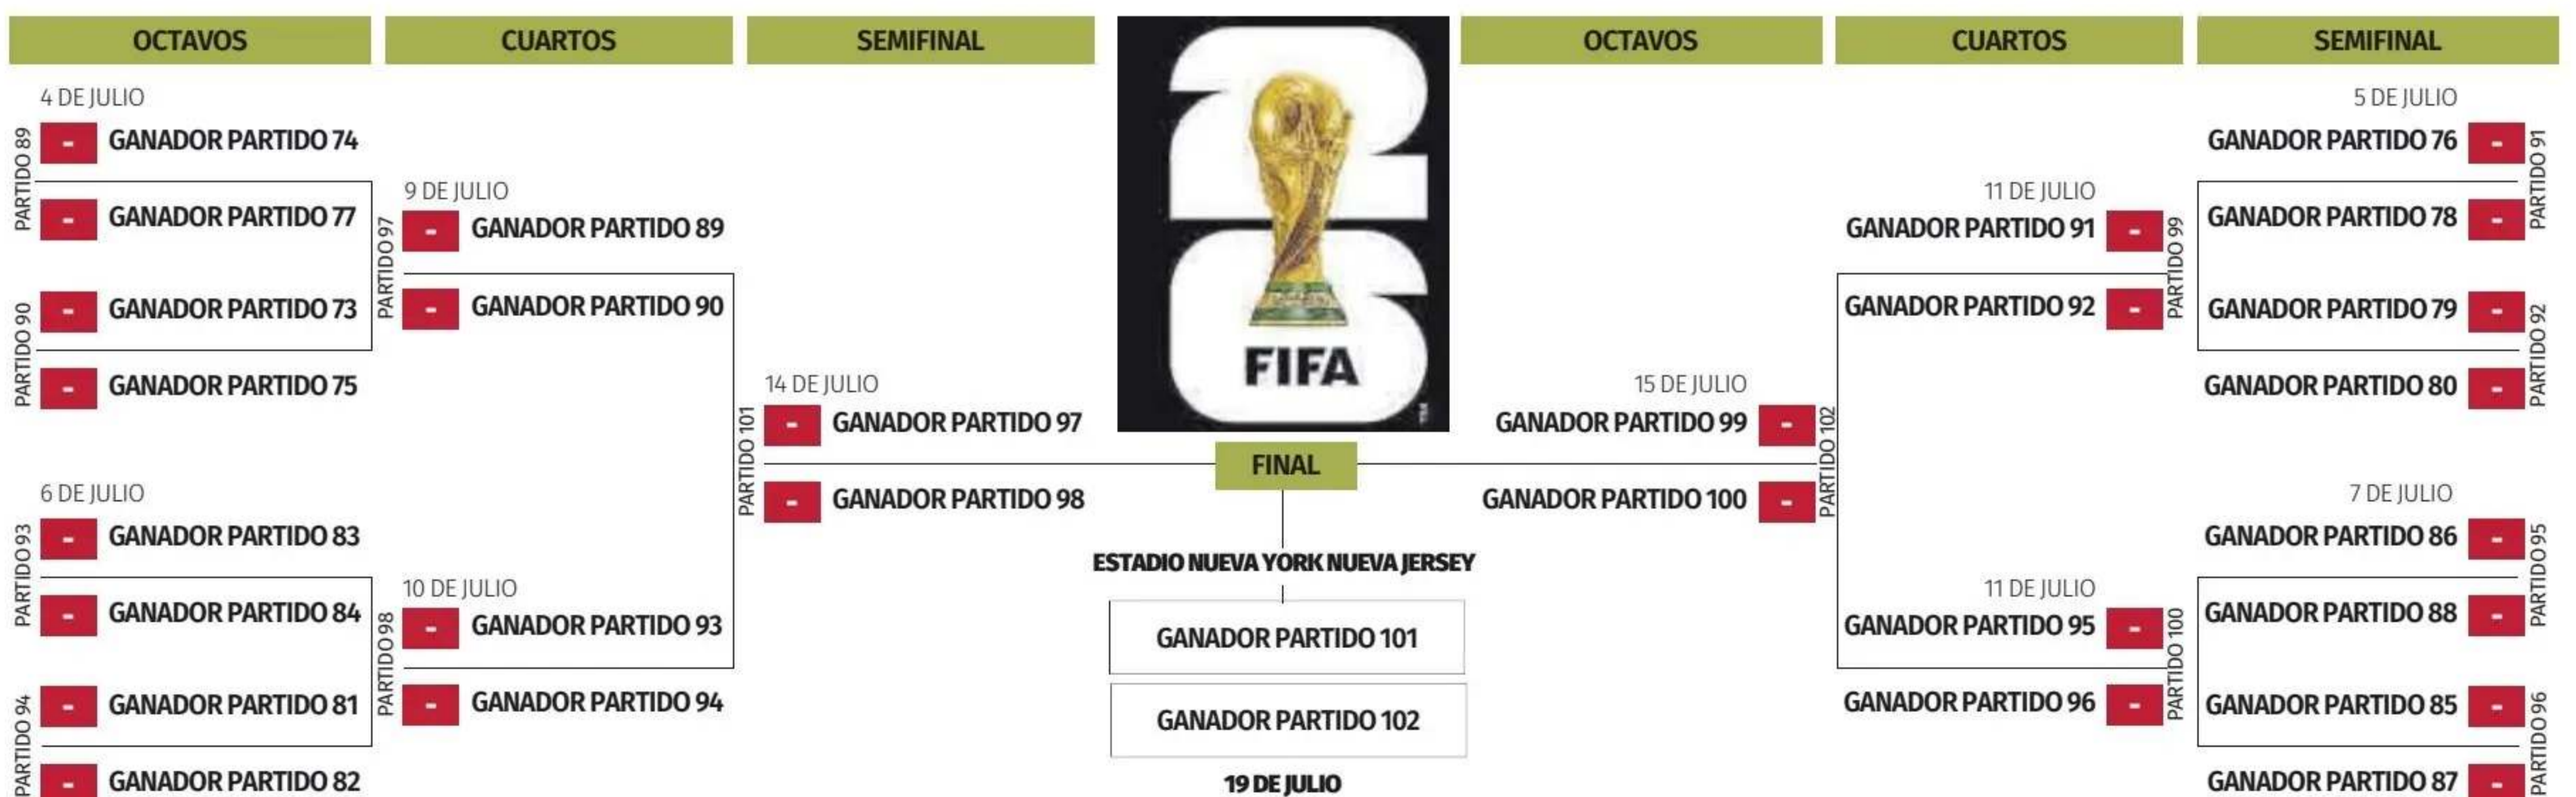 OCTAVOS
CUARTOS
SEMIFINAL
OCTAVOS
CUARTOS
SEMIFINAL
4 DE JULIO
PARTIDO 89
- GANADOR PARTIDO 74
- GANADOR PARTIDO 77
PARTIDO 90
- GANADOR PARTIDO 73
- GANADOR PARTIDO 75
6 DE JULIO
PARTIDO 93
- GANADOR PARTIDO 83
- GANADOR PARTIDO 84
PARTIDO 94
- GANADOR PARTIDO 81
- GANADOR PARTIDO 82
9 DE JULIO
PARTIDO 97
- GANADOR PARTIDO 89
- GANADOR PARTIDO 90
10 DE JULIO
PARTIDO 98
- GANADOR PARTIDO 93
- GANADOR PARTIDO 94
14 DE JULIO
PARTIDO 101
- GANADOR PARTIDO 97
- GANADOR PARTIDO 98
26
FIFA
FINAL
ESTADIO NUEVA YORK NUEVA JERSEY
GANADOR PARTIDO 101
GANADOR PARTIDO 102
19 DE JULIO
15 DE JULIO
GANADOR PARTIDO 99 -
GANADOR PARTIDO 100 -
PARTIDO 102
11 DE JULIO
GANADOR PARTIDO 91 -
GANADOR PARTIDO 92 -
PARTIDO 99
11 DE JULIO
GANADOR PARTIDO 95 -
GANADOR PARTIDO 96 -
PARTIDO 100
5 DE JULIO
GANADOR PARTIDO 76 -
GANADOR PARTIDO 78 -
PARTIDO 91
GANADOR PARTIDO 79 -
GANADOR PARTIDO 80 -
PARTIDO 92
7 DE JULIO
GANADOR PARTIDO 86 -
GANADOR PARTIDO 88 -
PARTIDO 95
GANADOR PARTIDO 85 -
GANADOR PARTIDO 87 -
PARTIDO 96